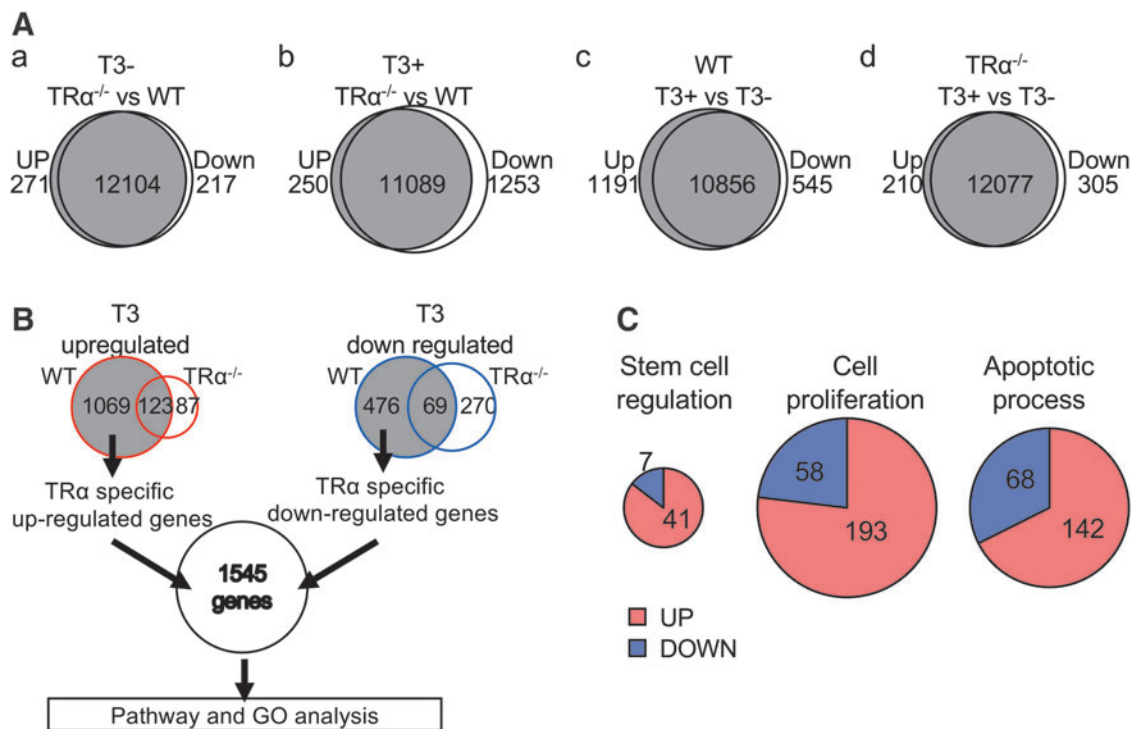 A
a
T3-
TRα-/- vs WT
UP
271
12104
Down
217
b
T3+
TRα-/- vs WT
UP
250
11089
Down
1253
c
WT
T3+ vs T3-
Up
1191
10856
Down
545
d
TRα-/-
T3+ vs T3-
Up
210
12077
Down
305
B
T3
upregulated
WT
TRα-/-
1069
123
87
TRα specific
up-regulated genes
T3
down regulated
WT
TRα-/-
476
69
270
TRα specific
down-regulated genes
1545
genes
Pathway and GO analysis
C
Stem cell
regulation
7
41
Cell
proliferation
58
193
Apoptotic
process
68
142
UP
DOWN